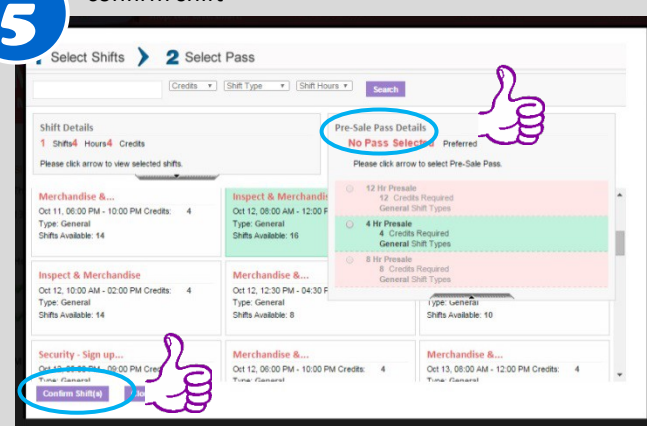 5
Select Shifts 2 Select Pass
Credits Shift Type Shift Hours Search
Shift Details
1 Shifts4 Hours4 Credits
Please click arrow to view selected shifts.
Pre-Sale Pass Details
No Pass Selected Preferred
Please click arrow to select Pre-Sale Pass.
12 Hr Presale
12 Credits Required
General Shift Types
4 Hr Presale
4 Credits Required
General Shift Types
8 Hr Presale
8 Credits Required
General Shift Types
Merchandise &...
Oct 11, 06:00 PM - 10:00 PM Credits: 4
Type: General
Shifts Available: 14
Inspect & Merchandis
Oct 12, 08:00 AM - 12:00 P
Type: General
Shifts Available: 16
Inspect & Merchandise
Oct 12, 10:00 AM - 02:00 PM Credits: 4
Type: General
Shifts Available: 14
Merchandise &...
Oct 12, 12:30 PM - 04:30 P
Type: General
Shifts Available: 8
Type: General
Shifts Available: 10
Security - Sign up...
09:00 PM
Type: General
Merchandise &...
Oct 12, 06:00 PM - 10:00 PM Credits: 4
Type: General
Merchandise &...
Oct 13, 08:00 AM - 12:00 PM Credits: 4
Type: General
Confirm Shift(s)